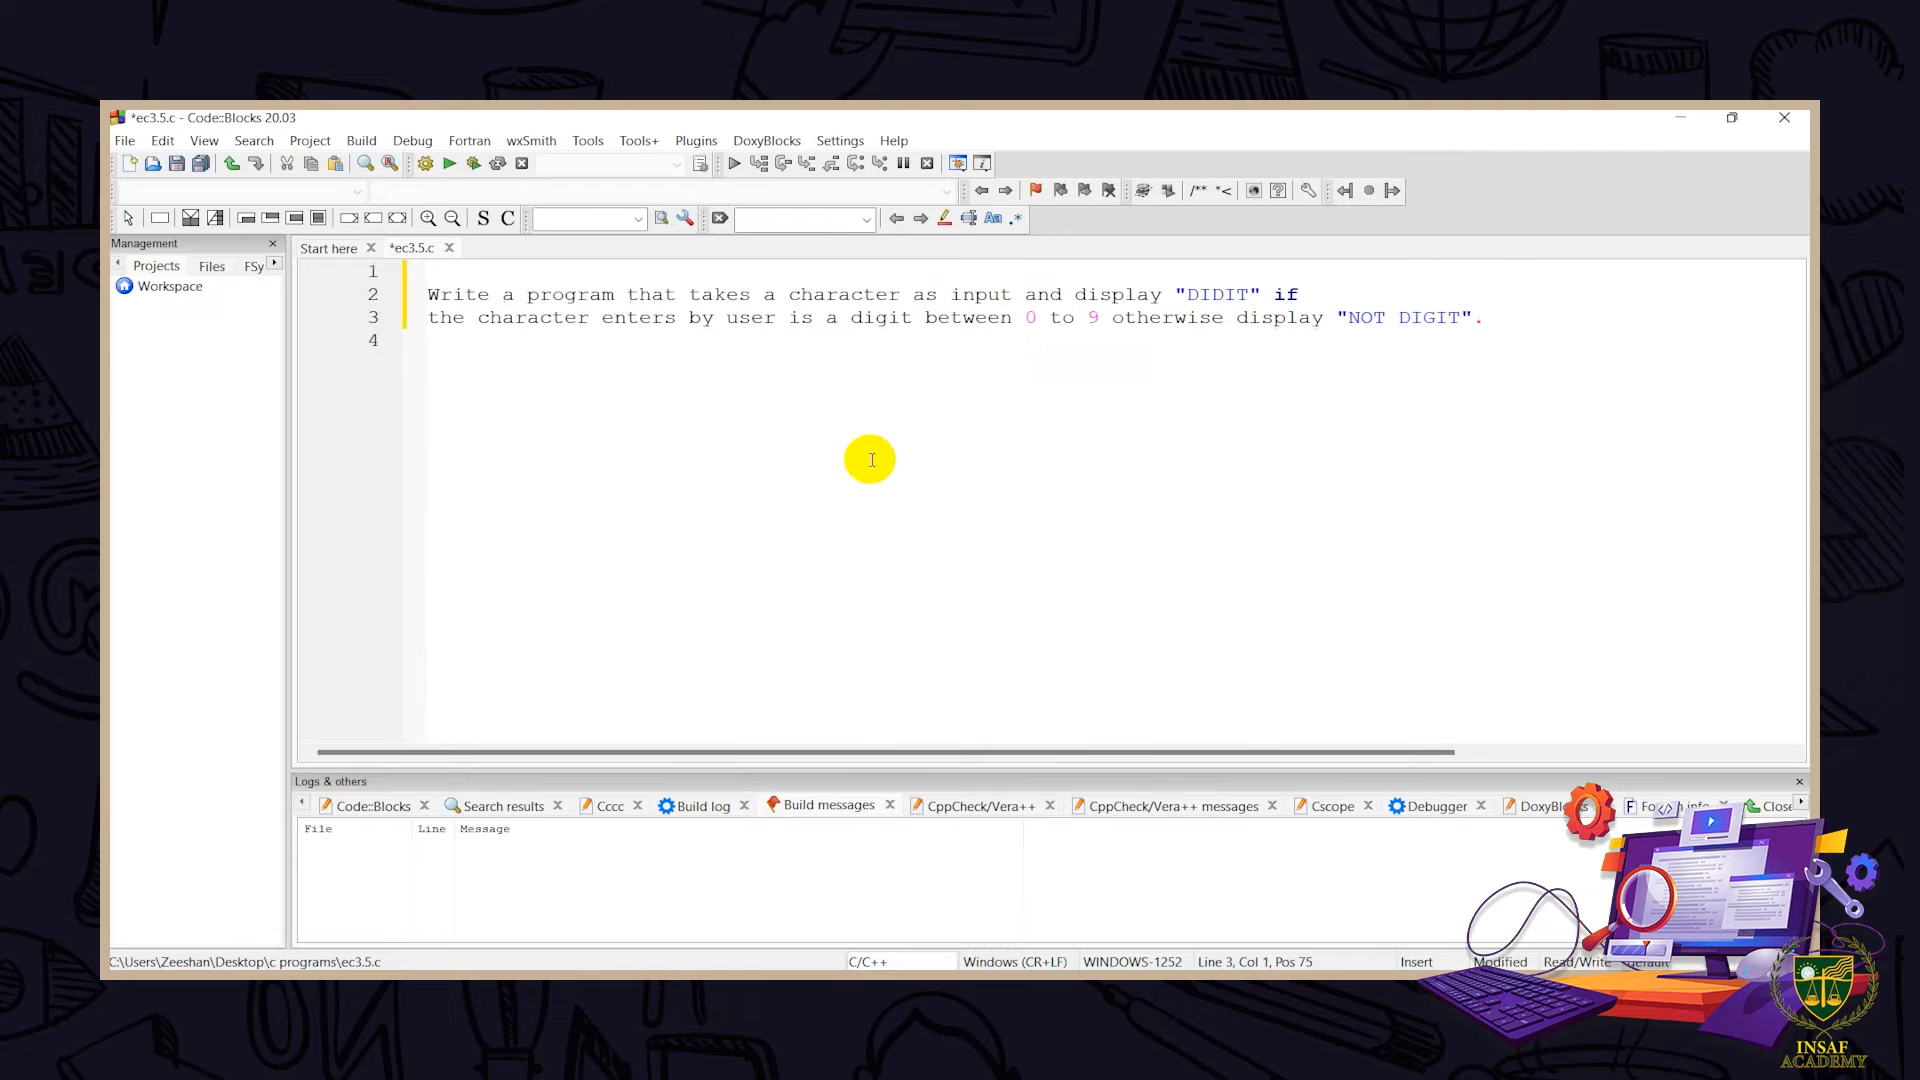 *ec3.5.c - Code::Blocks 20.03
File Edit View Search Project Build Debug Fortran wxSmith Tools Tools+ Plugins DoxyBlocks Settings Help
/** *<
S C Aa .*
Management
Projects Files FSy
Workspace
Start here *ec3.5.c
1
2 Write a program that takes a character as input and display "DIDIT" if
3 the character enters by user is a digit between 0 to 9 otherwise display "NOT DIGIT".
4
Logs & others
Code::Blocks Search results Cccc Build log Build messages CppCheck/Vera++ CppCheck/Vera++ messages Cscope Debugger Close
File Line Message
C:\Users\Zeeshan\Desktop\c programs\ec3.5.c C/C++ Windows (CR+LF) WINDOWS-1252 Line 3, Col 1, Pos 75 Insert Modified Read/Write default
INSAF
ACADEMY